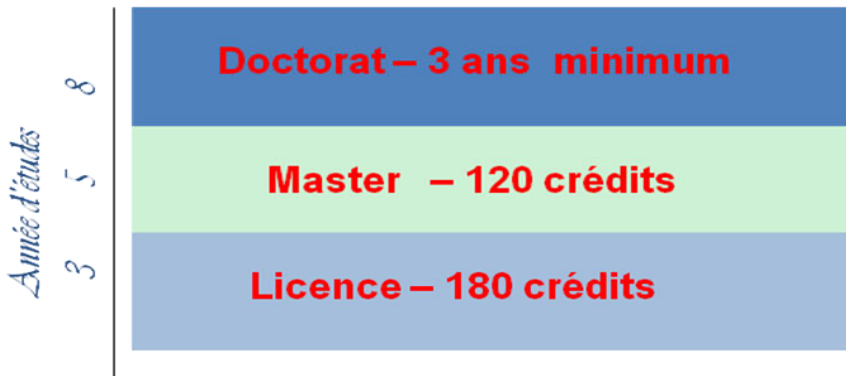 Doctorat – 3 ans minimum
Master – 120 crédits
Licence – 180 crédits
Année d'études
8
5
3